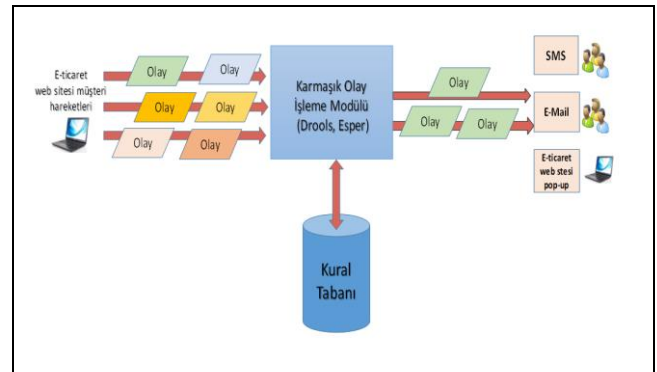 E-ticaret
web sitesi müşteri
hareketleri
Olay
Olay
Olay
Olay
Olay
Olay
Karmaşık Olay
İşleme Modülü
(Drools, Esper)
Olay
Olay
Olay
SMS
E-Mail
E-ticaret
web stesi
pop-up
Kural
Tabanı